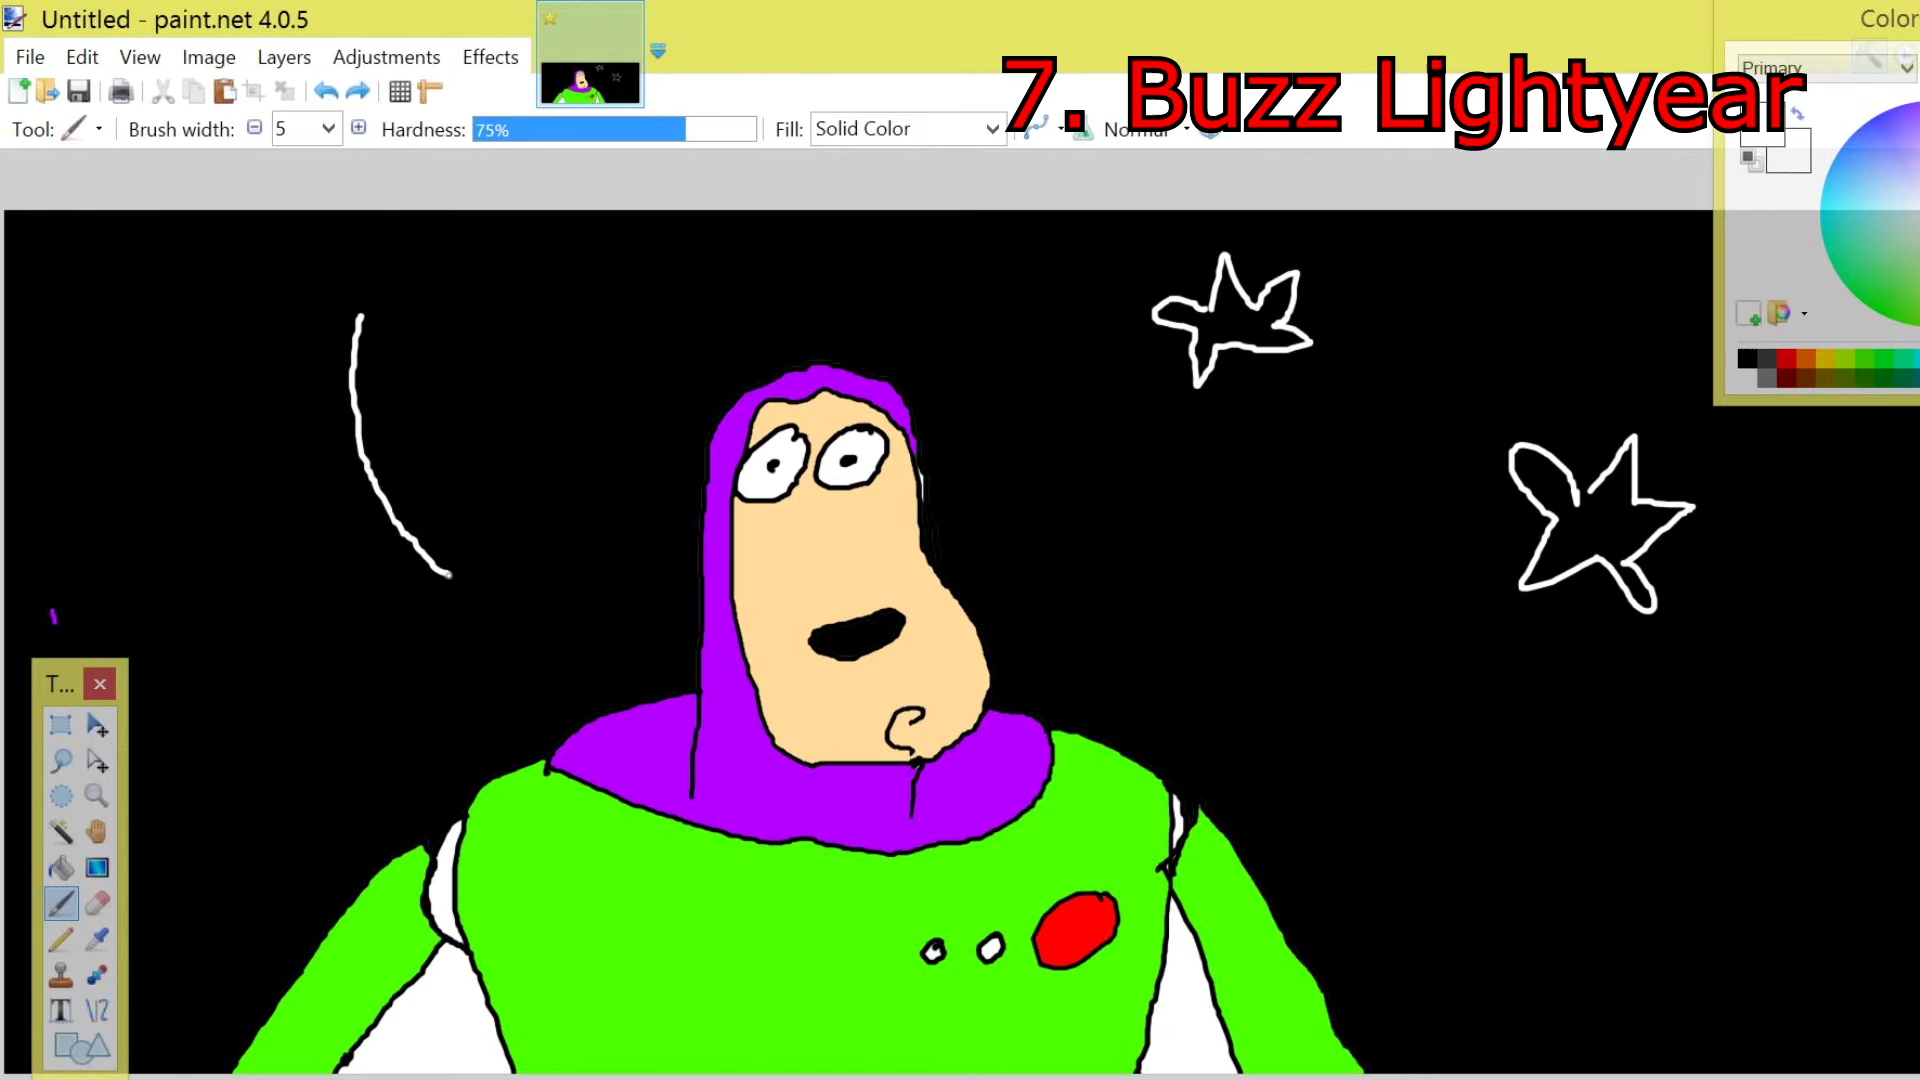 Untitled - paint.net 4.0.5
Color
File Edit View Image Layers Adjustments Effects
7. Buzz Lightyear
Primary
Tool: Brush width: 5 Hardness: 75% Fill: Solid Color Normal
T...